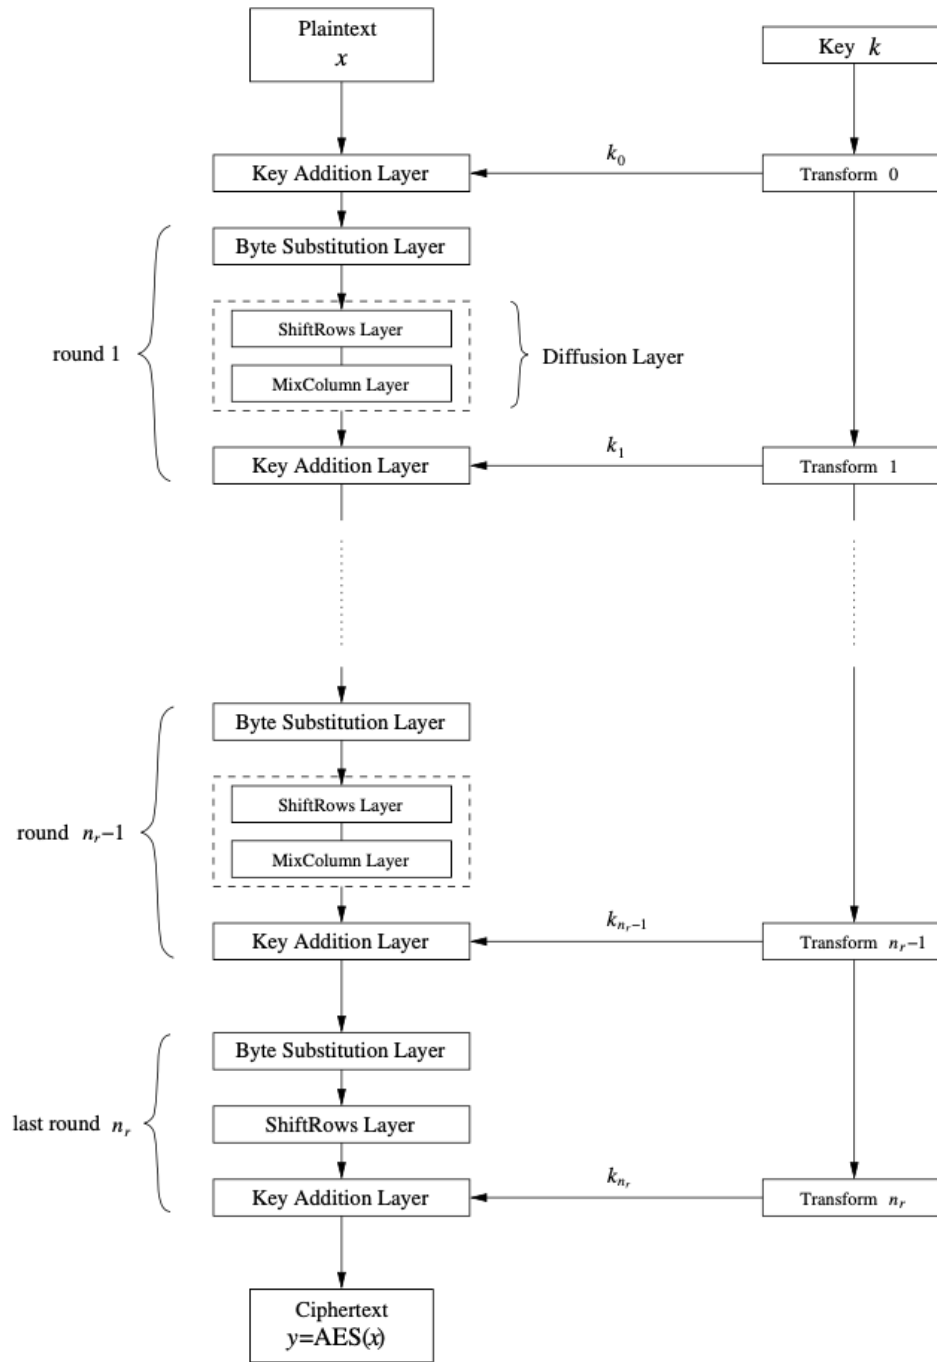 Plaintext
x
Key k
k₀
Key Addition Layer
Transform 0
Byte Substitution Layer
ShiftRows Layer
round 1
Diffusion Layer
MixColumn Layer
k₁
Key Addition Layer
Transform 1
Byte Substitution Layer
ShiftRows Layer
round nᵣ−1
MixColumn Layer
kₙᵣ₋₁
Key Addition Layer
Transform nᵣ−1
Byte Substitution Layer
last round nᵣ
ShiftRows Layer
kₙᵣ
Key Addition Layer
Transform nᵣ
Ciphertext
y=AES(x)